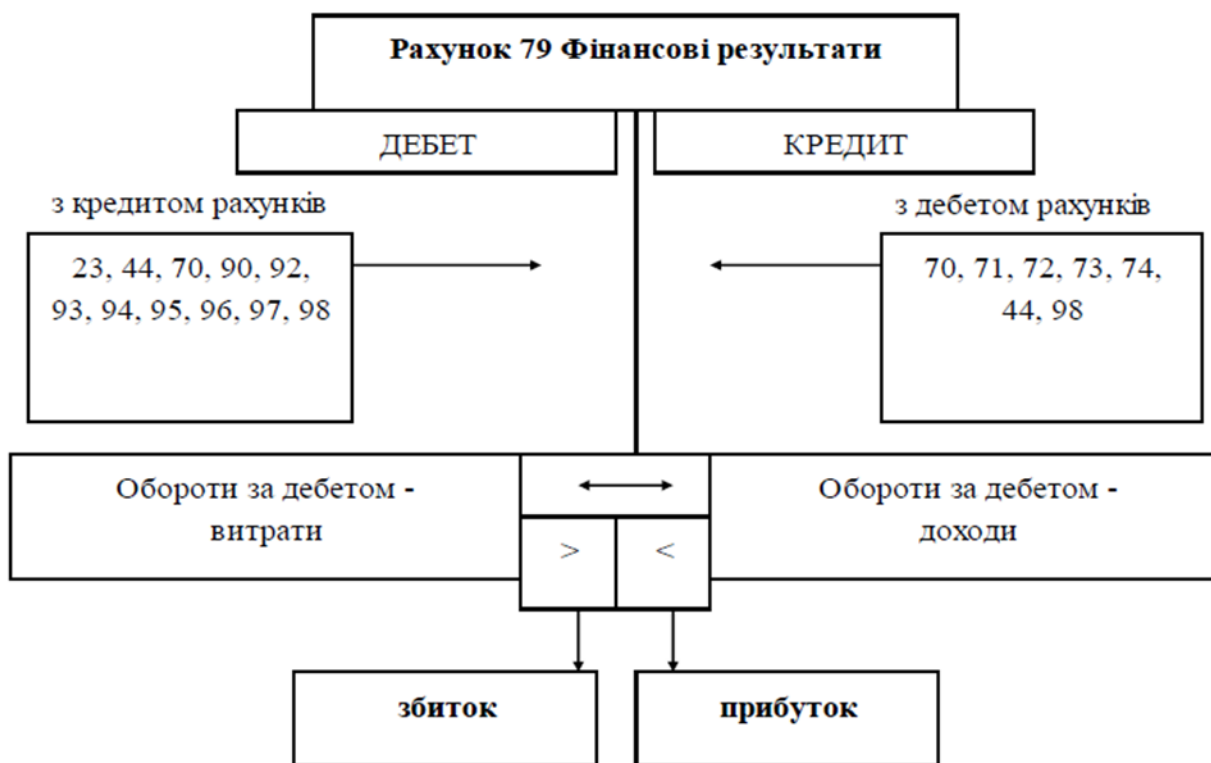 Рахунок 79 Фінансові результати
ДЕБЕТ
КРЕДИТ
з кредитом рахунків
з дебетом рахунків
23, 44, 70, 90, 92,
93, 94, 95, 96, 97, 98
70, 71, 72, 73, 74,
44, 98
Обороти за дебетом -
витрати
>
<
Обороти за дебетом -
доходи
збиток
прибуток